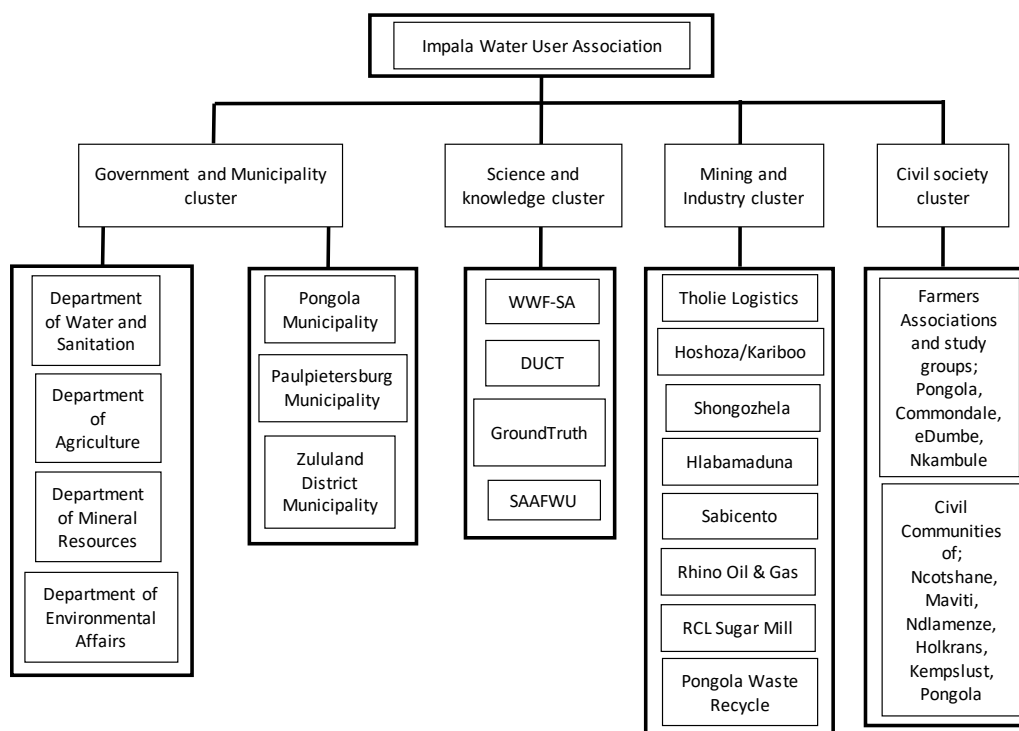 Impala Water User Association
Government and Municipality
cluster
Science and
knowledge cluster
Mining and
Industry cluster
Civil society
cluster
Department
of Water and
Sanitation
Department
of
Agriculture
Department
of Mineral
Resources
Department of
Environmental
Affairs
Pongola
Municipality
Paulpietersburg
Municipality
Zululand
District
Municipality
WWF-SA
DUCT
GroundTruth
SAAFWU
Tholie Logistics
Hoshoza/Kariboo
Shongozhela
Hlabamaduna
Sabicento
Rhino Oil & Gas
RCL Sugar Mill
Pongola Waste
Recycle
Farmers
Associations
and study
groups;
Pongola,
Commondale,
eDumbe,
Nkambule
Civil
Communities
of;
Ncotshane,
Maviti,
Ndlamenze,
Holkrans,
Kempslust,
Pongola